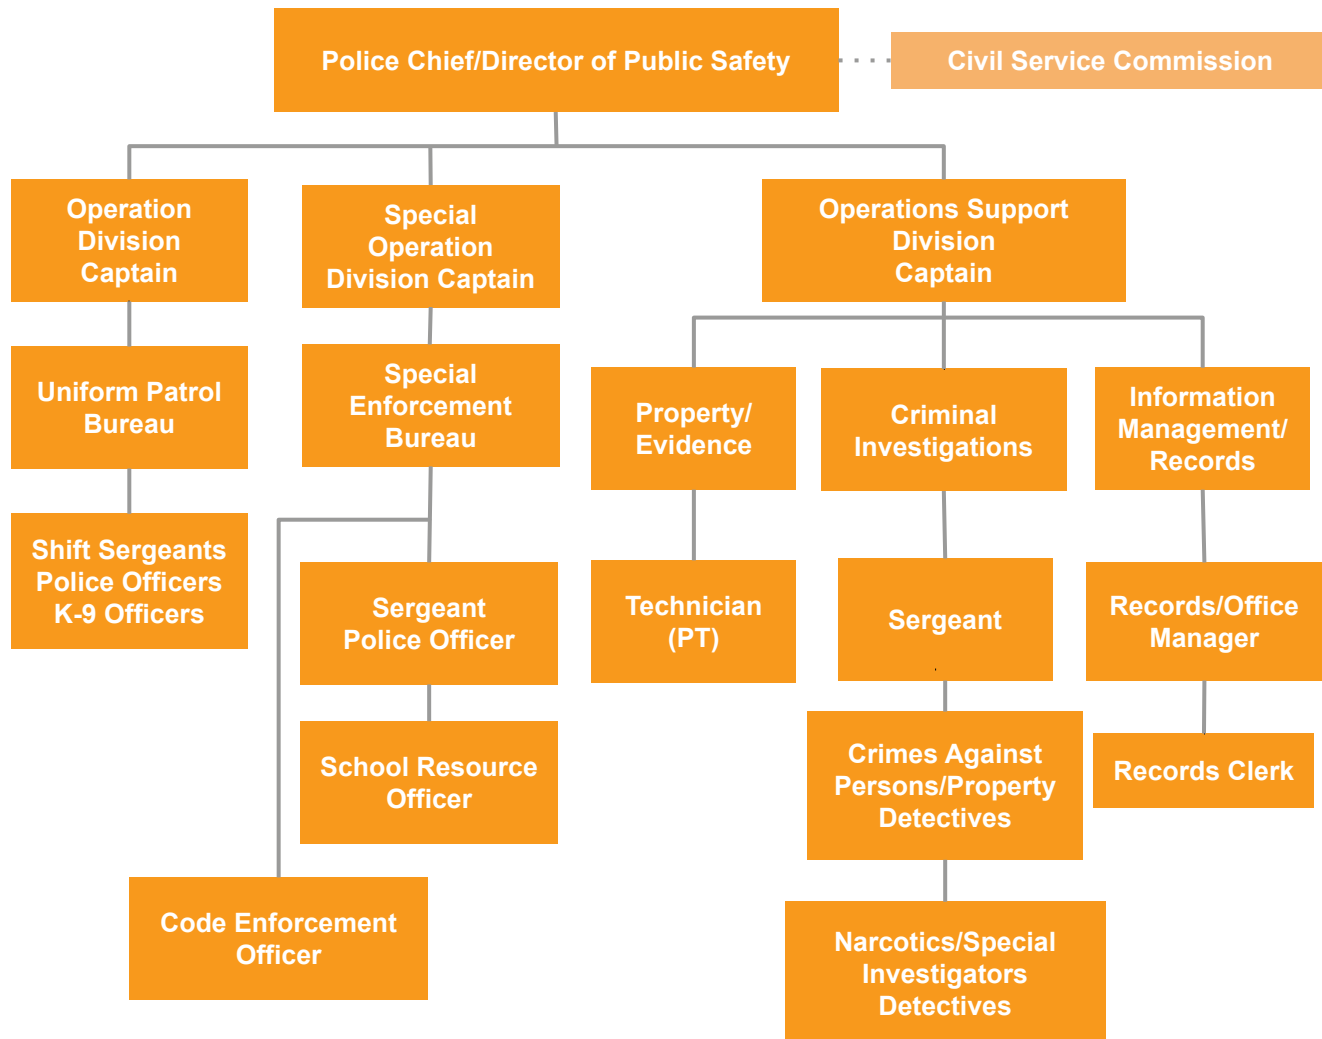 Police Chief/Director of Public Safety
Civil Service Commission
Operation
Division
Captain
Special
Operation
Division Captain
Operations Support
Division
Captain
Uniform Patrol
Bureau
Special
Enforcement
Bureau
Property/
Evidence
Criminal
Investigations
Information
Management/
Records
Shift Sergeants
Police Officers
K-9 Officers
Sergeant
Police Officer
Technician
(PT)
Sergeant
Records/Office
Manager
School Resource
Officer
Crimes Against
Persons/Property
Detectives
Records Clerk
Code Enforcement
Officer
Narcotics/Special
Investigators
Detectives